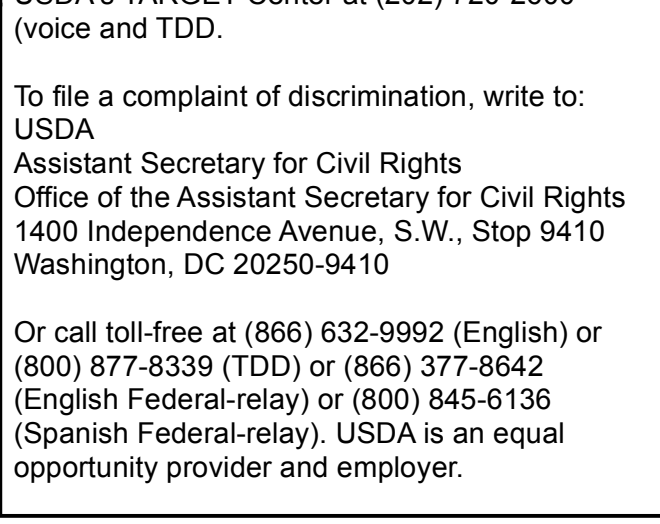 (voice and TDD.
To file a complaint of discrimination, write to:
USDA
Assistant Secretary for Civil Rights
Office of the Assistant Secretary for Civil Rights
1400 Independence Avenue, S.W., Stop 9410
Washington, DC 20250-9410
Or call toll-free at (866) 632-9992 (English) or
(800) 877-8339 (TDD) or (866) 377-8642
(English Federal-relay) or (800) 845-6136
(Spanish Federal-relay). USDA is an equal
opportunity provider and employer.